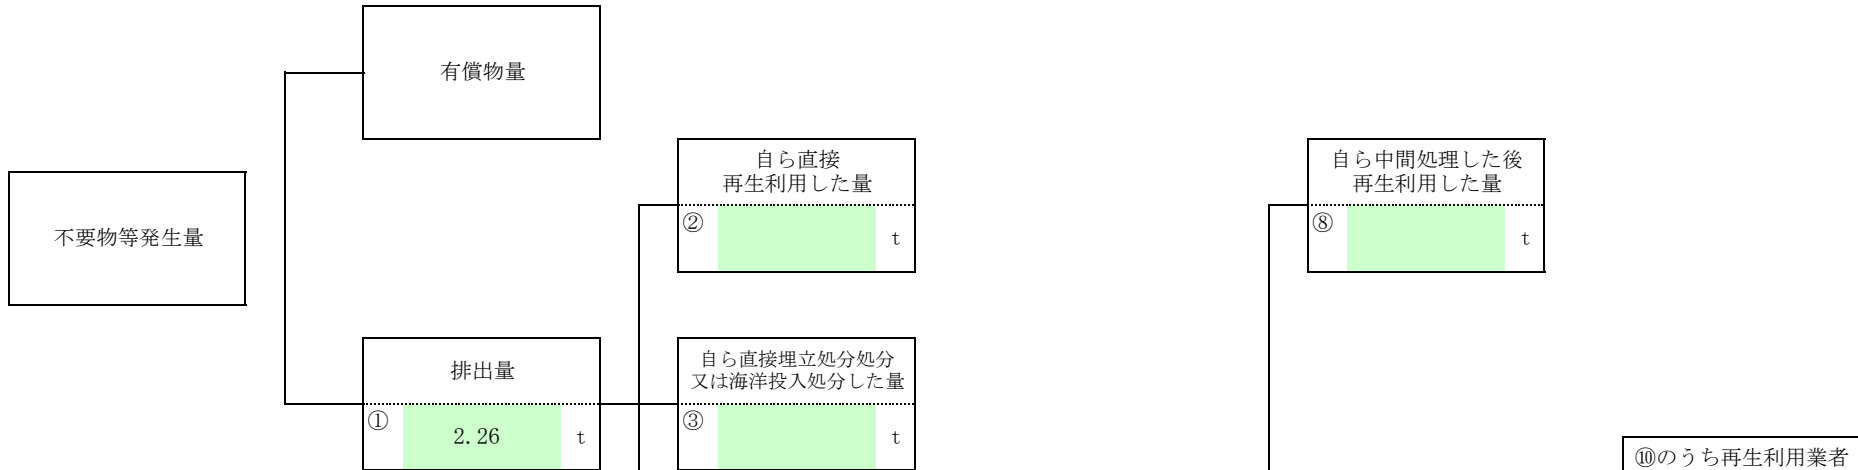 有償物量
自ら直接
再生利用した量
② t
自ら中間処理した後
再生利用した量
⑧ t
不要物等発生量
排出量
① 2.26 t
自ら直接埋立処分処分
又は海洋投入処分した量
③ t
⑩のうち再生利用業者